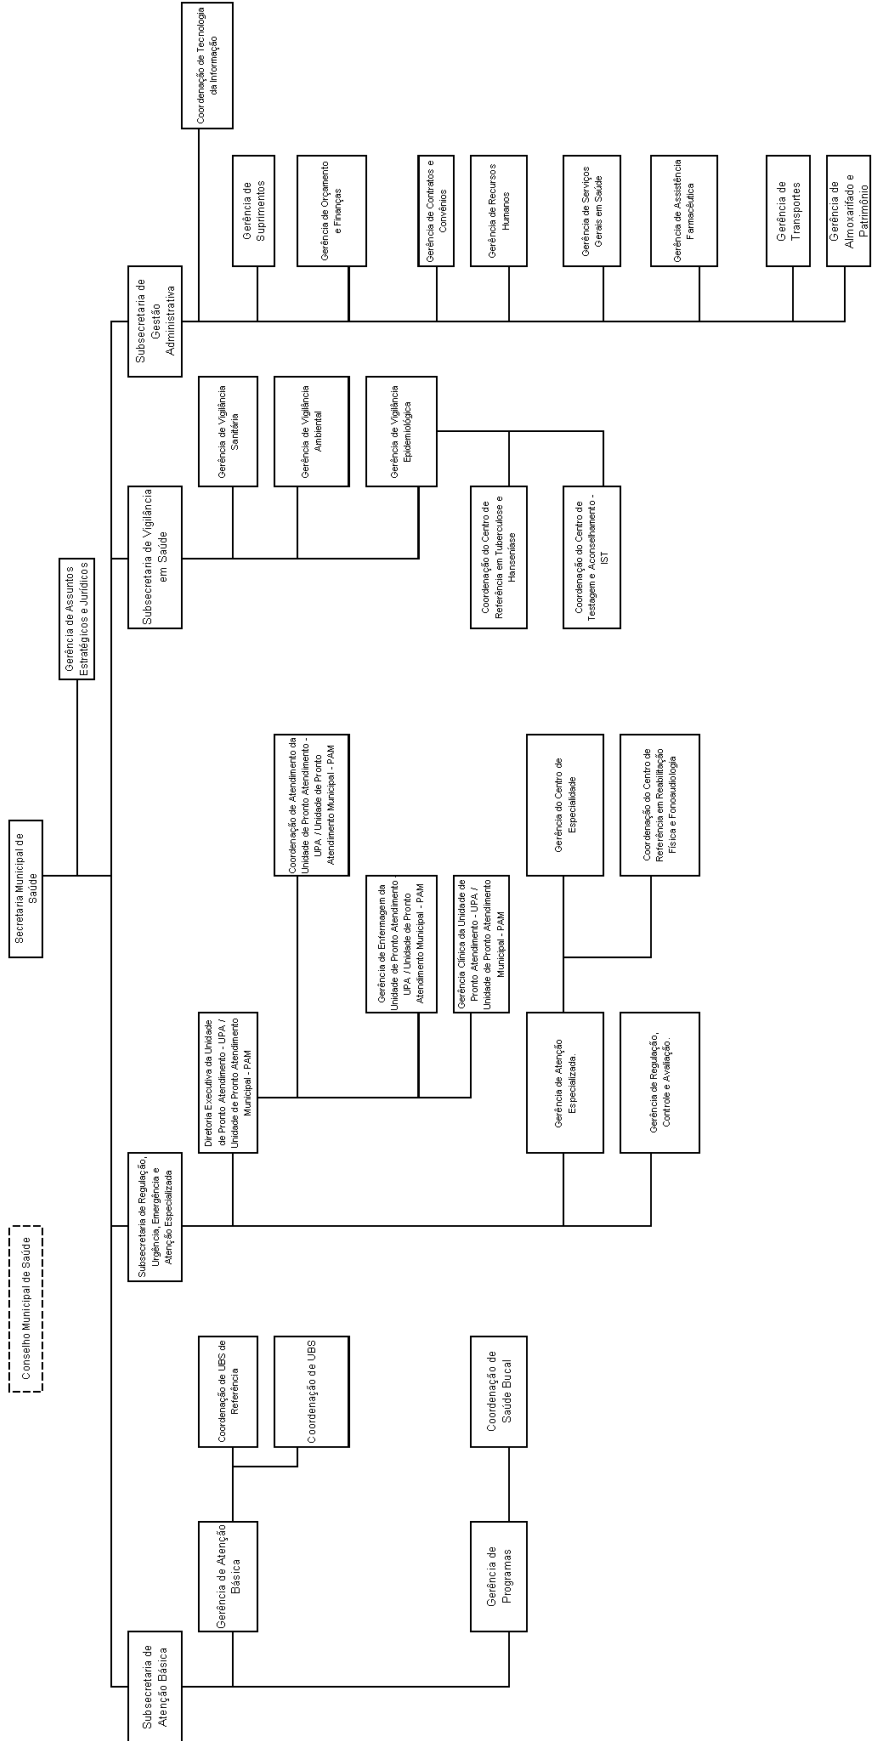 Conselho Municipal de Saúde
Secretaria Municipal de
Saúde
Gerência de Assuntos
Estratégicos e Jurídicos
Subsecretaria de
Atenção Básica
Gerência de Atenção
Básica
Coordenação de UBS de
Referência
Coordenação de UBS
Gerência de
Programas
Coordenação de
Saúde Bucal
Subsecretaria de Regulação,
Urgência, Emergência e
Atenção Especializada
Diretoria Executiva da Unidade
de Pronto Atendimento - UPA /
Unidade de Pronto Atendimento
Municipal - PAM
Coordenação de Atendimento da
Unidade de Pronto Atendimento -
UPA / Unidade de Pronto
Atendimento Municipal - PAM
Gerência de Enfermagem da
Unidade de Pronto Atendimento -
UPA / Unidade de Pronto
Atendimento Municipal - PAM
Gerência Clínica da Unidade de
Pronto Atendimento - UPA /
Unidade de Pronto Atendimento
Municipal - PAM
Gerência de Atenção
Especializada.
Gerência do Centro de
Especialidade
Coordenação do Centro de
Referência em Reabilitação
Física e Fonoaudiologia
Gerência de Regulação,
Controle e Avaliação.
Subsecretaria de Vigilância
em Saúde
Gerência de Vigilância
Sanitária
Gerência de Vigilância
Ambiental
Gerência de Vigilância
Epidemiológica
Coordenação do Centro de
Referência em Tuberculose e
Hanseníase
Coordenação do Centro de
Testagem e Aconselhamento -
IST
Subsecretaria de
Gestão
Administrativa
Coordenação de Tecnologia
da Informação
Gerência de
Suprimentos
Gerência de Orçamento
e Finanças
Gerência de Contratos e
Convênios
Gerência de Recursos
Humanos
Gerência de Serviços
Gerais em Saúde
Gerência de Assistência
Farmacêutica
Gerência de
Transportes
Gerência de
Almoxarifado e
Patrimônio